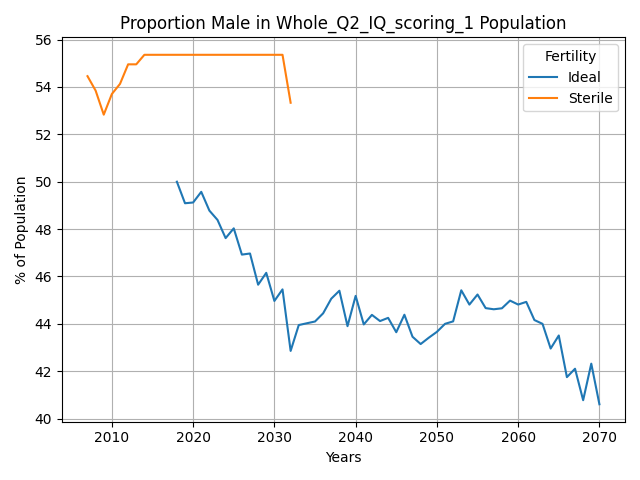 Proportion Male in Whole_Q2_IQ_scoring_1 Population
% of Population
56
54
52
50
48
46
44
42
40
Fertility
Ideal
Sterile
2010
2020
2030
2040
2050
2060
2070
Years